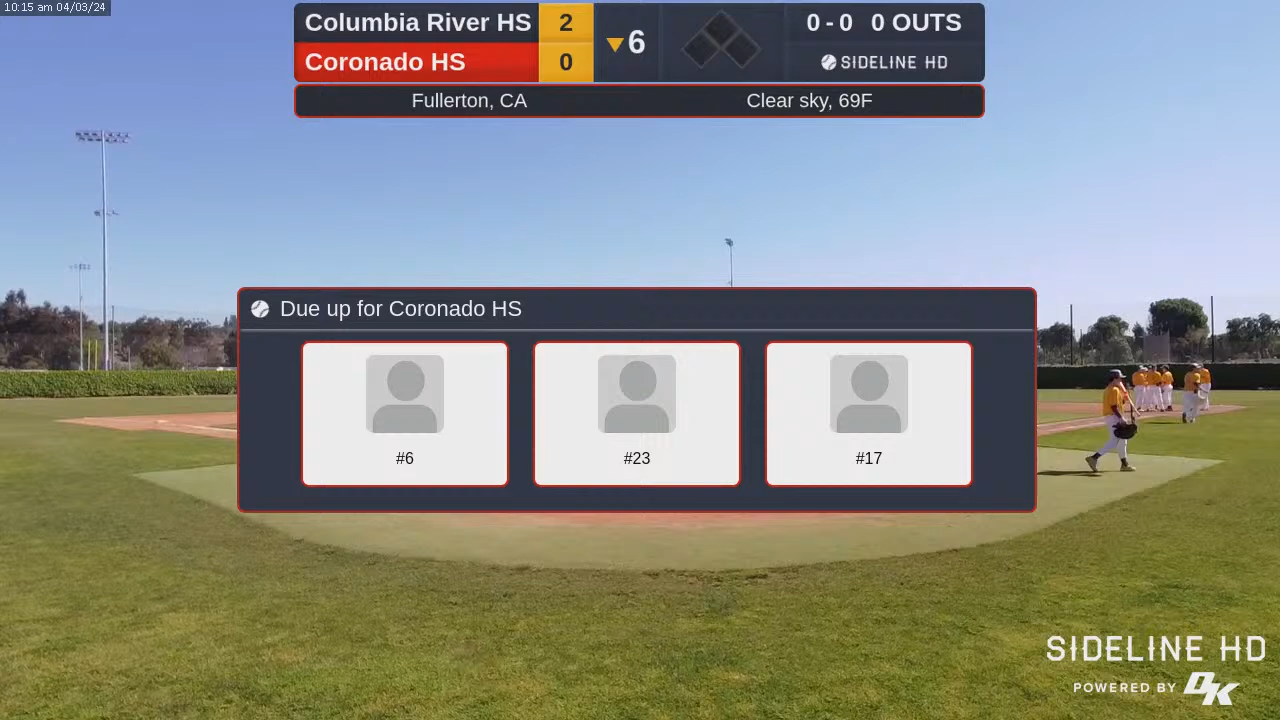 10:15 am 04/03/24
Columbia River HS 2
Coronado HS 0
6
0 - 0 0 OUTS
SIDELINE HD
Fullerton, CA Clear sky, 69F
Due up for Coronado HS
#6 #23 #17
SIDELINE HD
POWERED BY DK